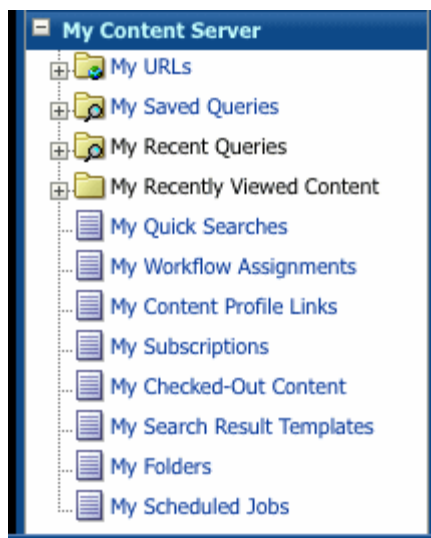 My Content Server
My URLs
My Saved Queries
My Recent Queries
My Recently Viewed Content
My Quick Searches
My Workflow Assignments
My Content Profile Links
My Subscriptions
My Checked-Out Content
My Search Result Templates
My Folders
My Scheduled Jobs